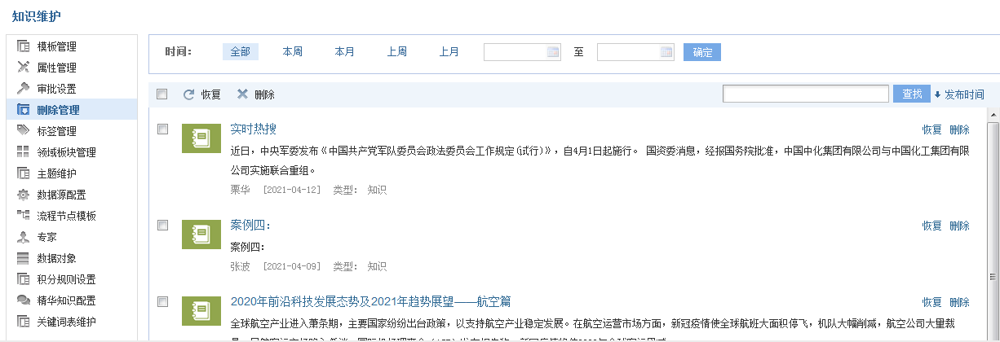 知识维护
模板管理
属性管理
审批设置
删除管理
标签管理
领域板块管理
主题维护
数据源配置
流程节点模板
专家
数据对象
积分规则设置
精华知识配置
关键词表维护
时间： 全部 本周 本月 上周 上月 至 确定
恢复 删除 查找 发布时间
实时热搜 恢复 删除
近日，中央军委发布《中国共产党军队委员会政法委员会工作规定(试行)》，自4月1日起施行。 国资委消息，经报国务院批准，中国中化集团有限公司与中国化工集团有限
公司实施联合重组。
栗华 [2021-04-12] 类型： 知识
案例四： 恢复 删除
案例四：
张波 [2021-04-09] 类型： 知识
2020年前沿科技发展态势及2021年趋势展望——航空篇 恢复 删除
全球航空产业进入萧条期，主要国家纷纷出台政策，以支持航空产业稳定发展。在航空运营市场方面，新冠疫情使全球航班大面积停飞，机队大幅削减，航空公司大量裁